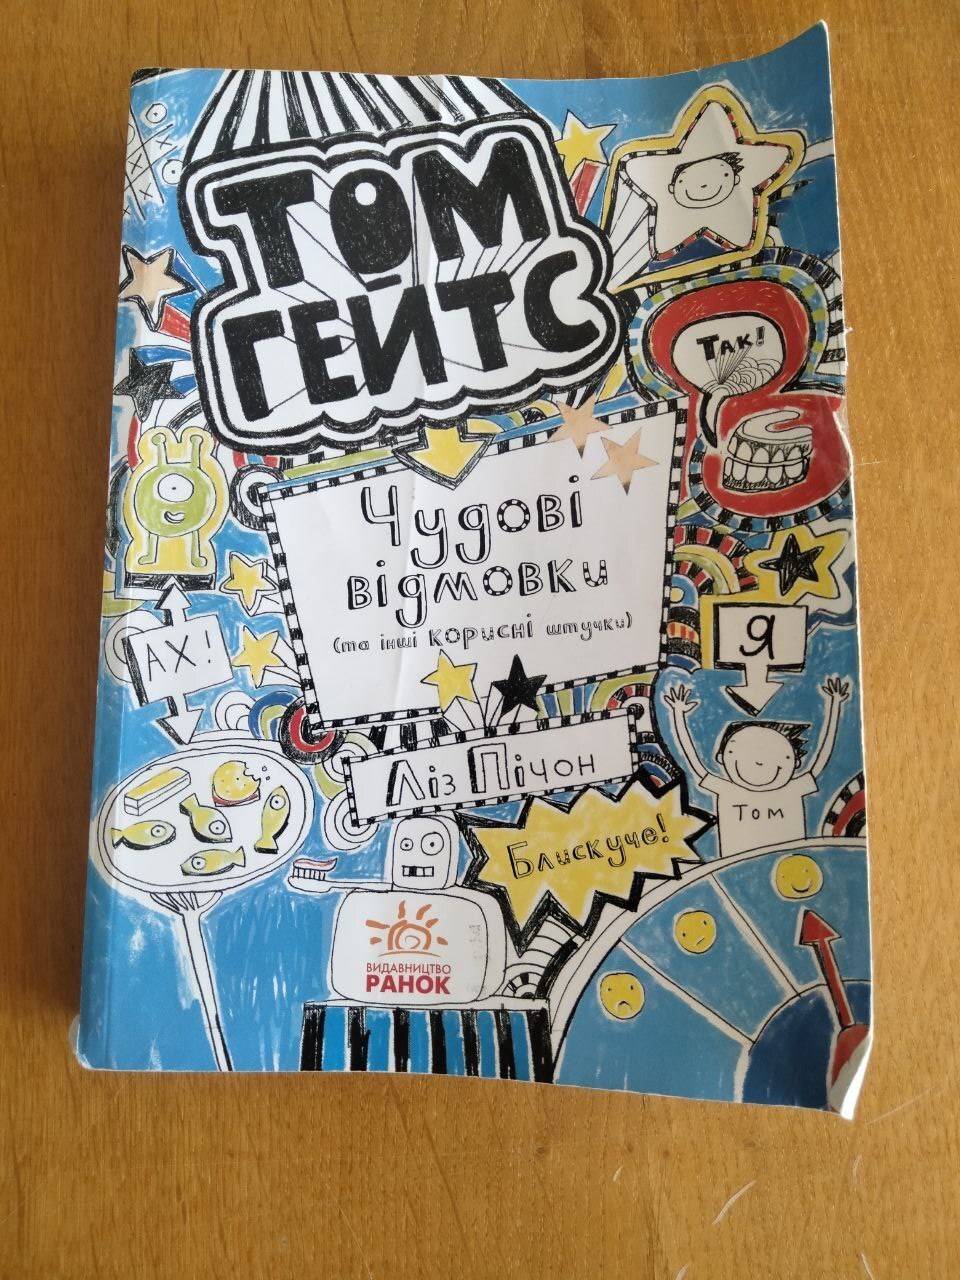 ТОМ
ГЕЙТС
ТАК!
Чудові
відмовки
(та інші корисні штучки)
АХ!
Я
Ліз Пічон
Том
Блискуче!
ВИДАВНИЦТВО
РАНОК